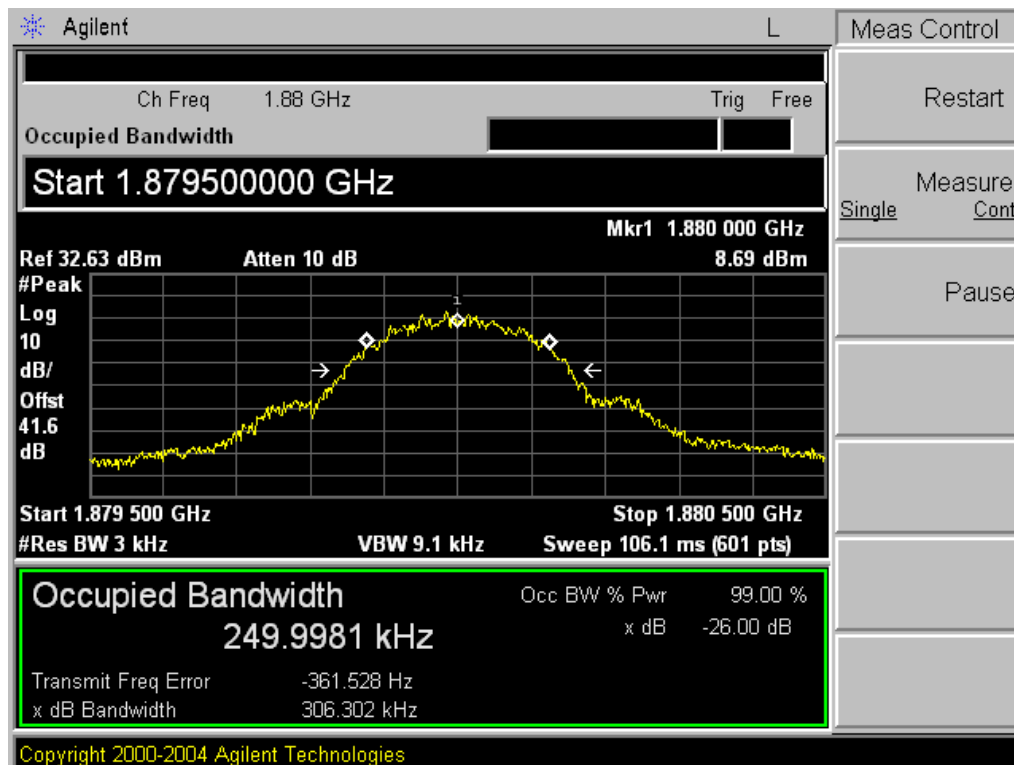 Agilent L Meas Control
Ch Freq 1.88 GHz Trig Free
Occupied Bandwidth
Start 1.879500000 GHz
Mkr1 1.880 000 GHz
Ref 32.63 dBm Atten 10 dB 8.69 dBm
#Peak
Log
10
dB/
Offst
41.6
dB
1
Start 1.879 500 GHz Stop 1.880 500 GHz
#Res BW 3 kHz VBW 9.1 kHz Sweep 106.1 ms (601 pts)
Occupied Bandwidth Occ BW % Pwr 99.00 %
249.9981 kHz x dB -26.00 dB
Transmit Freq Error -361.528 Hz
x dB Bandwidth 306.302 kHz
Copyright 2000-2004 Agilent Technologies
Restart
Measure
Single Cont
Pause